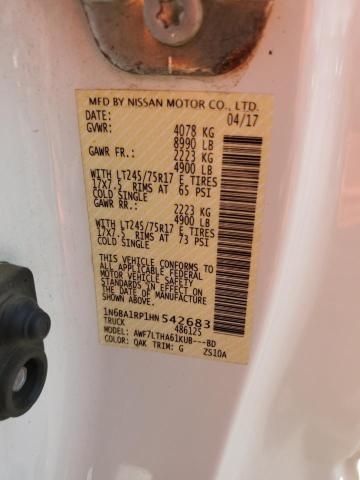 MFD BY NISSAN MOTOR CO., LTD.
DATE: 04/17
GVWR: 4078 KG
8990 LB
GAWR FR.: 2223 KG
4900 LB
WITH LT245/75R17 E TIRES
17X7.5 RIMS AT 65 PSI
COLD SINGLE
GAWR RR.: 2223 KG
4900 LB
WITH LT245/75R17 E TIRES
17X7.5 RIMS AT 73 PSI
COLD SINGLE
THIS VEHICLE CONFORMS TO
ALL APPLICABLE FEDERAL
MOTOR VEHICLE SAFETY
STANDARDS IN EFFECT ON
THE DATE OF MANUFACTURE
SHOWN ABOVE.
1N6BA1RP1HN542683
TRUCK 486125
MODEL: AWF7LTHA61KUB---BD
COLOR: QAK TRIM: G ZS10A